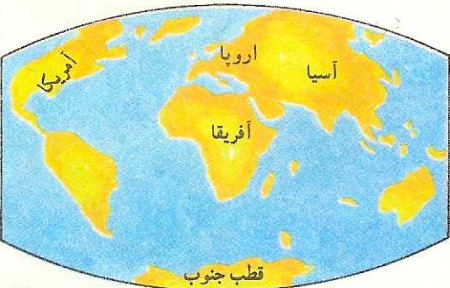 اروپا
آسیا
آمریکا
آفریقا
قطب جنوب